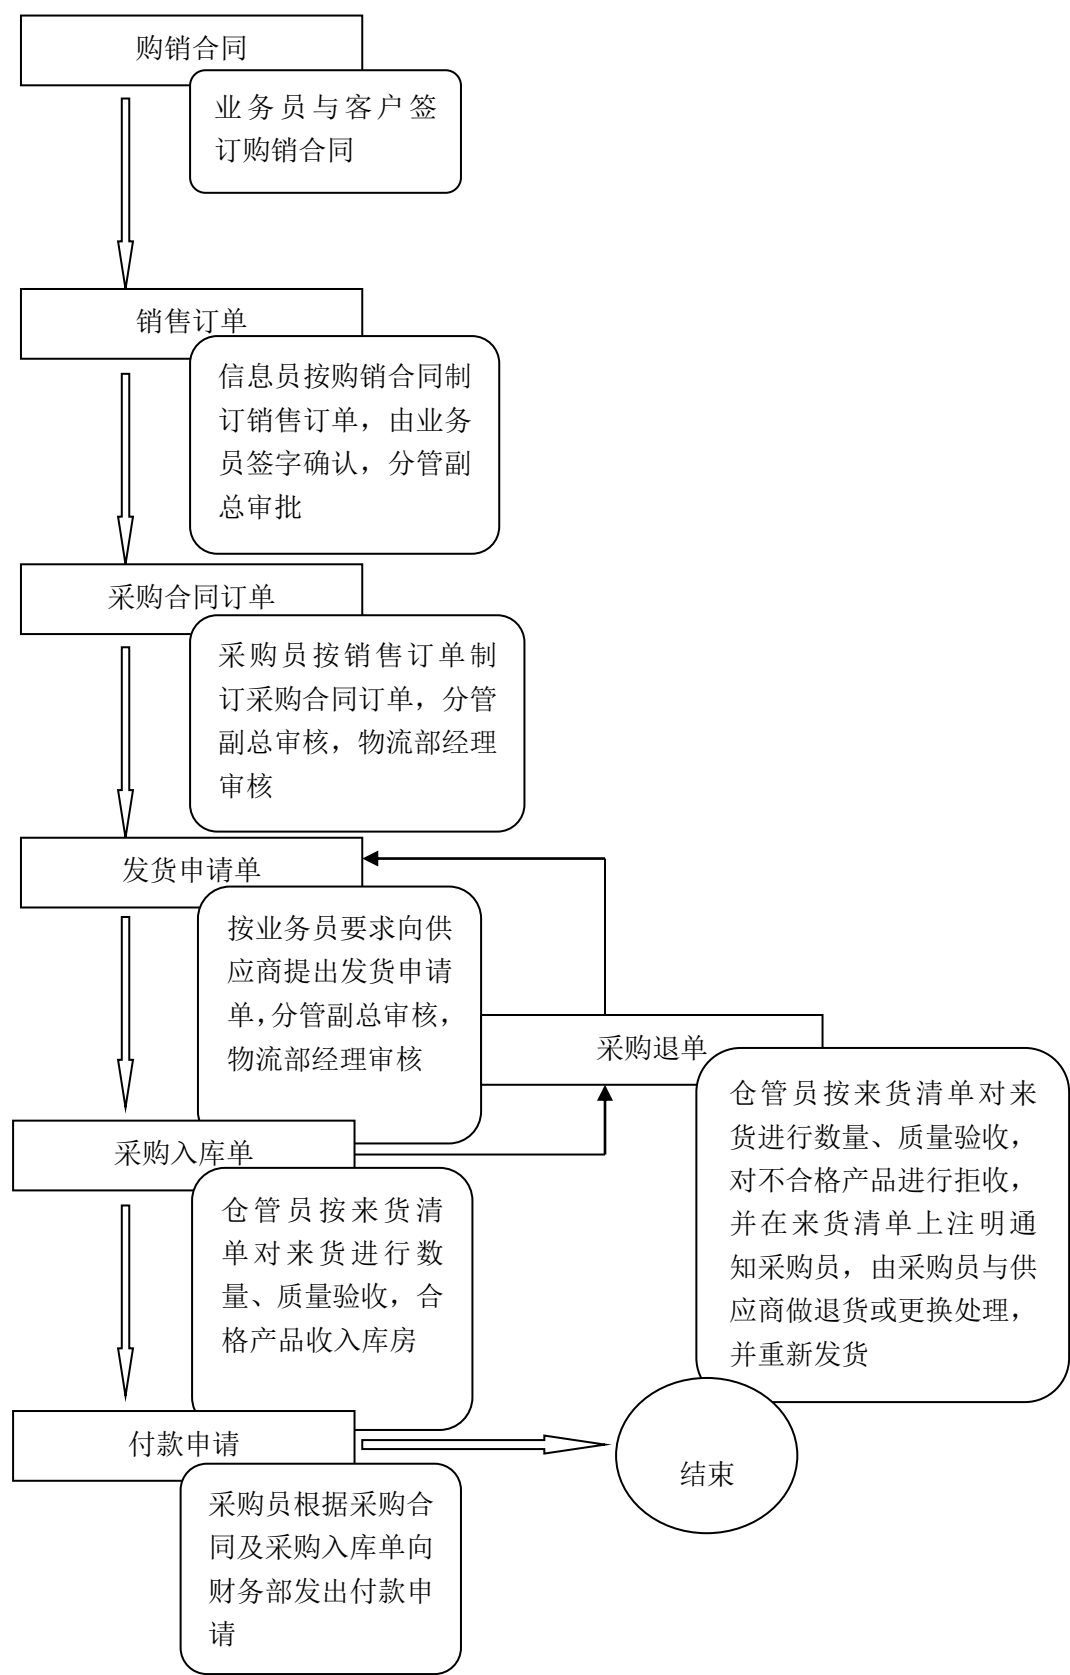 购销合同
业务员与客户签
订购销合同
销售订单
信息员按购销合同制
订销售订单，由业务
员签字确认，分管副
总审批
采购合同订单
采购员按销售订单制
订采购合同订单，分管
副总审核，物流部经理
审核
发货申请单
按业务员要求向供
应商提出发货申请
单，分管副总审核，
物流部经理审核
采购退单
仓管员按来货清单对来
货进行数量、质量验收，
对不合格产品进行拒收，
并在来货清单上注明通
知采购员，由采购员与供
应商做退货或更换处理，
并重新发货
采购入库单
仓管员按来货清
单对来货进行数
量、质量验收，合
格产品收入库房
付款申请
采购员根据采购合
同及采购入库单向
财务部发出付款申
请
结束